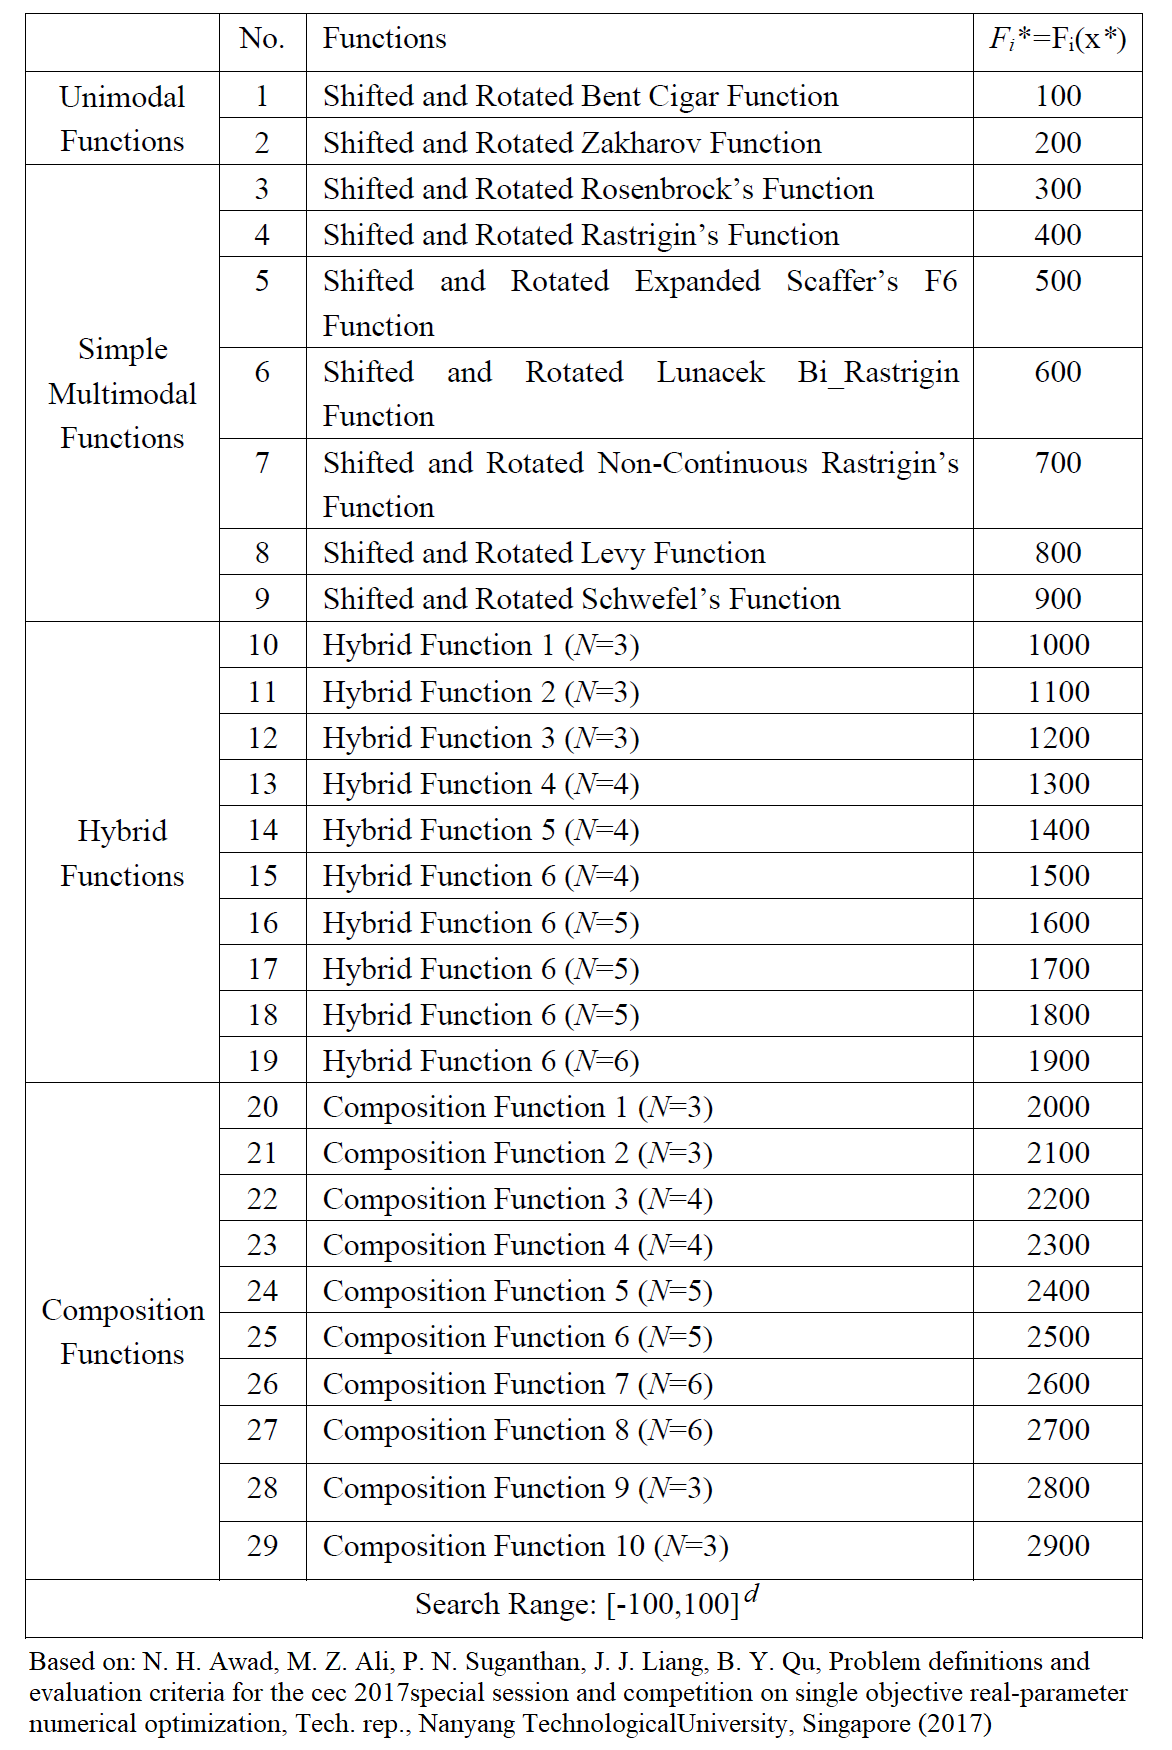 No. Functions Fi*=Fi(x*)
Unimodal
Functions
1 Shifted and Rotated Bent Cigar Function 100
2 Shifted and Rotated Zakharov Function 200
Simple
Multimodal
Functions
3 Shifted and Rotated Rosenbrock’s Function 300
4 Shifted and Rotated Rastrigin’s Function 400
5 Shifted and Rotated Expanded Scaffer’s F6 500
Function
6 Shifted and Rotated Lunacek Bi_Rastrigin 600
Function
7 Shifted and Rotated Non-Continuous Rastrigin’s 700
Function
8 Shifted and Rotated Levy Function 800
9 Shifted and Rotated Schwefel’s Function 900
Hybrid
Functions
10 Hybrid Function 1 (N=3) 1000
11 Hybrid Function 2 (N=3) 1100
12 Hybrid Function 3 (N=3) 1200
13 Hybrid Function 4 (N=4) 1300
14 Hybrid Function 5 (N=4) 1400
15 Hybrid Function 6 (N=4) 1500
16 Hybrid Function 6 (N=5) 1600
17 Hybrid Function 6 (N=5) 1700
18 Hybrid Function 6 (N=5) 1800
19 Hybrid Function 6 (N=6) 1900
Composition
Functions
20 Composition Function 1 (N=3) 2000
21 Composition Function 2 (N=3) 2100
22 Composition Function 3 (N=4) 2200
23 Composition Function 4 (N=4) 2300
24 Composition Function 5 (N=5) 2400
25 Composition Function 6 (N=5) 2500
26 Composition Function 7 (N=6) 2600
27 Composition Function 8 (N=6) 2700
28 Composition Function 9 (N=3) 2800
29 Composition Function 10 (N=3) 2900
Search Range: [-100,100]d
Based on: N. H. Awad, M. Z. Ali, P. N. Suganthan, J. J. Liang, B. Y. Qu, Problem definitions and
evaluation criteria for the cec 2017special session and competition on single objective real-parameter
numerical optimization, Tech. rep., Nanyang TechnologicalUniversity, Singapore (2017)